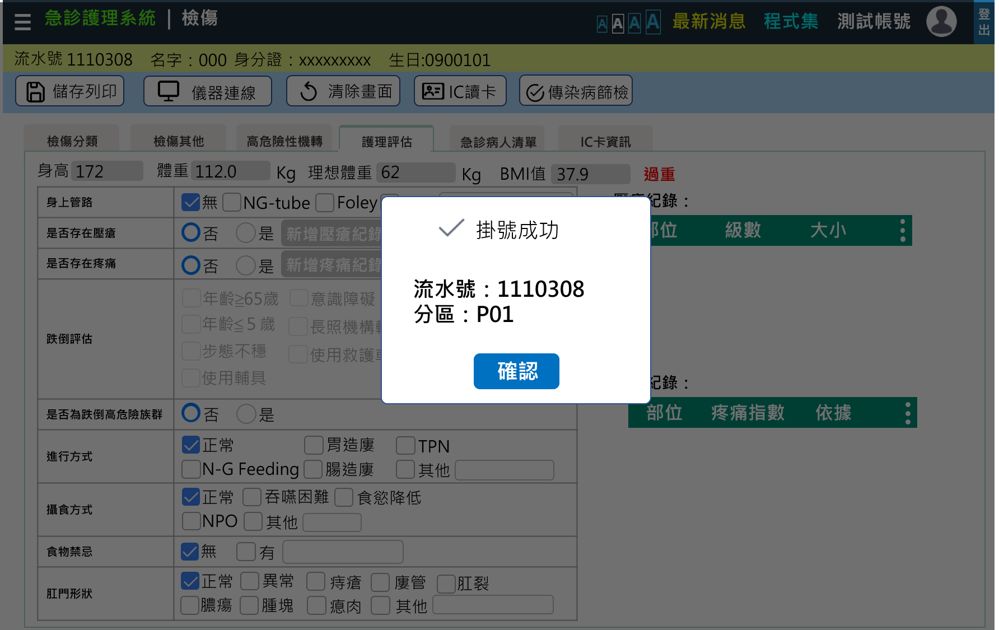 急診護理系統 | 檢傷 A A A A 最新消息 程式集 測試帳號 登出
流水號 1110308 名字：000 身分證：xxxxxxxxx 生日:0900101
儲存列印 儀器連線 清除畫面 IC讀卡 傳染病篩檢
檢傷分類 檢傷其他 高危險性機轉 護理評估 急診病人清單 IC卡資訊
身高 172 體重 112.0 Kg 理想體重 62 Kg BMI值 37.9 過重
身上管路 無 NG-tube Foley
紀錄：
是否存在壓瘡 否 是 新增壓瘡紀錄
部位 級數 大小
是否存在疼痛 否 是 新增疼痛紀錄
掛號成功
流水號：1110308
分區：P01
確認
跌倒評估
年齡≧65歲 意識障礙
年齡≦ 5 歲 長照機構
步態不穩 使用救護
使用輔具
紀錄：
部位 疼痛指數 依據
是否為跌倒高危險族群 否 是
進行方式
正常 胃造廔 TPN
N-G Feeding 腸造廔 其他
攝食方式
正常 吞嚥困難 食慾降低
NPO 其他
食物禁忌 無 有
肛門形狀
正常 異常 痔瘡 廔管 肛裂
膿瘍 腫塊 瘜肉 其他